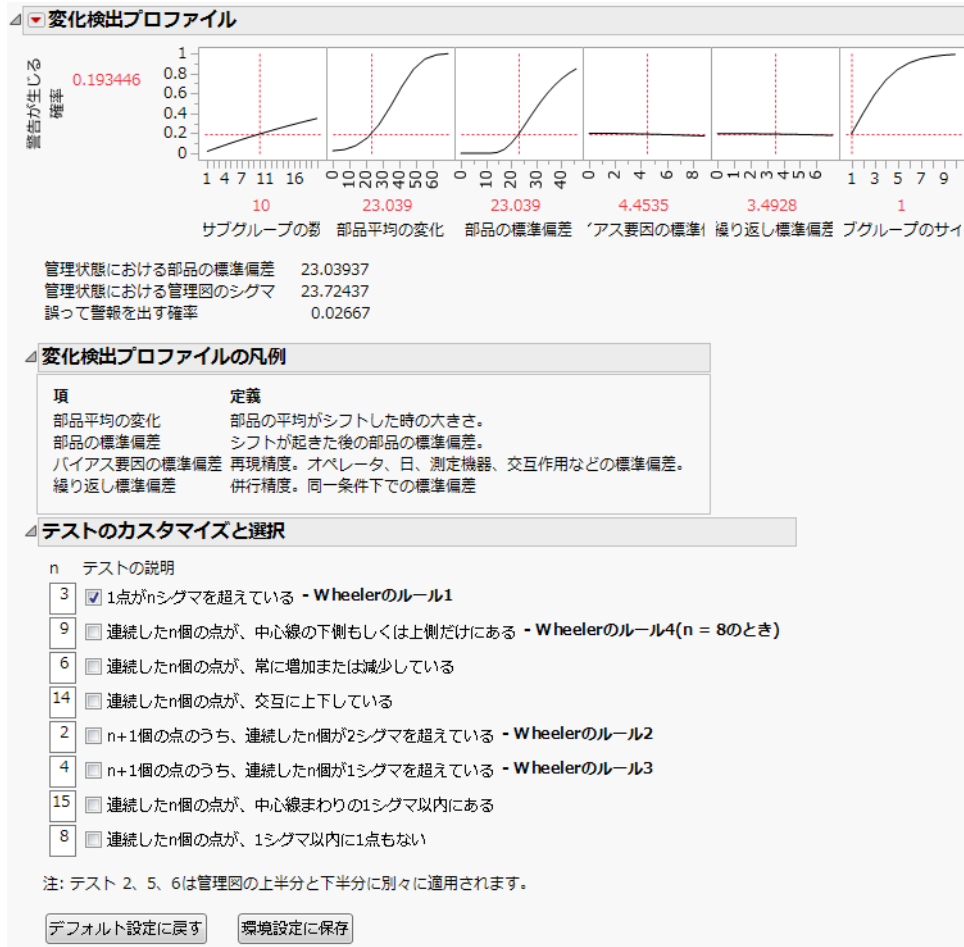 変化検出プロファイル
警告が生じる
確率
0.193446
1
0.8
0.6
0.4
0.2
0
1 4 7 11 16
0 10 20 30 40 50 60
0 10 20 30 40
0 2 4 6 8
0 1 2 3 4 5 6
1 3 5 7 9
10 23.039 23.039 4.4535 3.4928 1
サブグループの数 部品平均の変化 部品の標準偏差 イアス要因の標準 繰り返し標準偏差 ブグループのサイ
管理状態における部品の標準偏差 23.03937
管理状態における管理図のシグマ 23.72437
誤って警報を出す確率 0.02667
変化検出プロファイルの凡例
項 定義
部品平均の変化 部品の平均がシフトした時の大きさ。
部品の標準偏差 シフトが起きた後の部品の標準偏差。
バイアス要因の標準偏差 再現精度。オペレータ、日、測定機器、交互作用などの標準偏差。
繰り返し標準偏差 併行精度。同一条件下での標準偏差
テストのカスタマイズと選択
n テストの説明
3 1点がnシグマを超えている - Wheelerのルール1
9 連続したn個の点が、中心線の下側もしくは上側だけにある - Wheelerのルール4(n = 8のとき)
6 連続したn個の点が、常に増加または減少している
14 連続したn個の点が、交互に上下している
2 n+1個の点のうち、連続したn個が2シグマを超えている - Wheelerのルール2
4 n+1個の点のうち、連続したn個が1シグマを超えている - Wheelerのルール3
15 連続したn個の点が、中心線まわりの1シグマ以内にある
8 連続したn個の点が、1シグマ以内に1点もない
注: テスト 2、5、6は管理図の上半分と下半分に別々に適用されます。
デフォルト設定に戻す 環境設定に保存